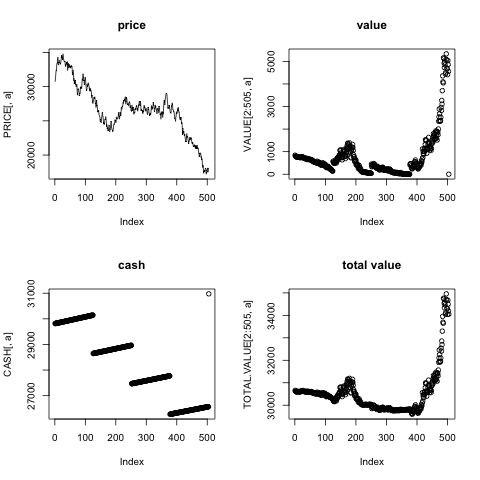 price
PRICE[, a]
20000
30000
0 100 200 300 400 500
Index
value
VALUE[2:505, a]
0 1000 3000 5000
0 100 200 300 400 500
Index
cash
CASH[, a]
27000 29000 31000
0 100 200 300 400 500
Index
total value
TOTAL.VALUE[2:505, a]
30000 32000 34000
0 100 200 300 400 500
Index